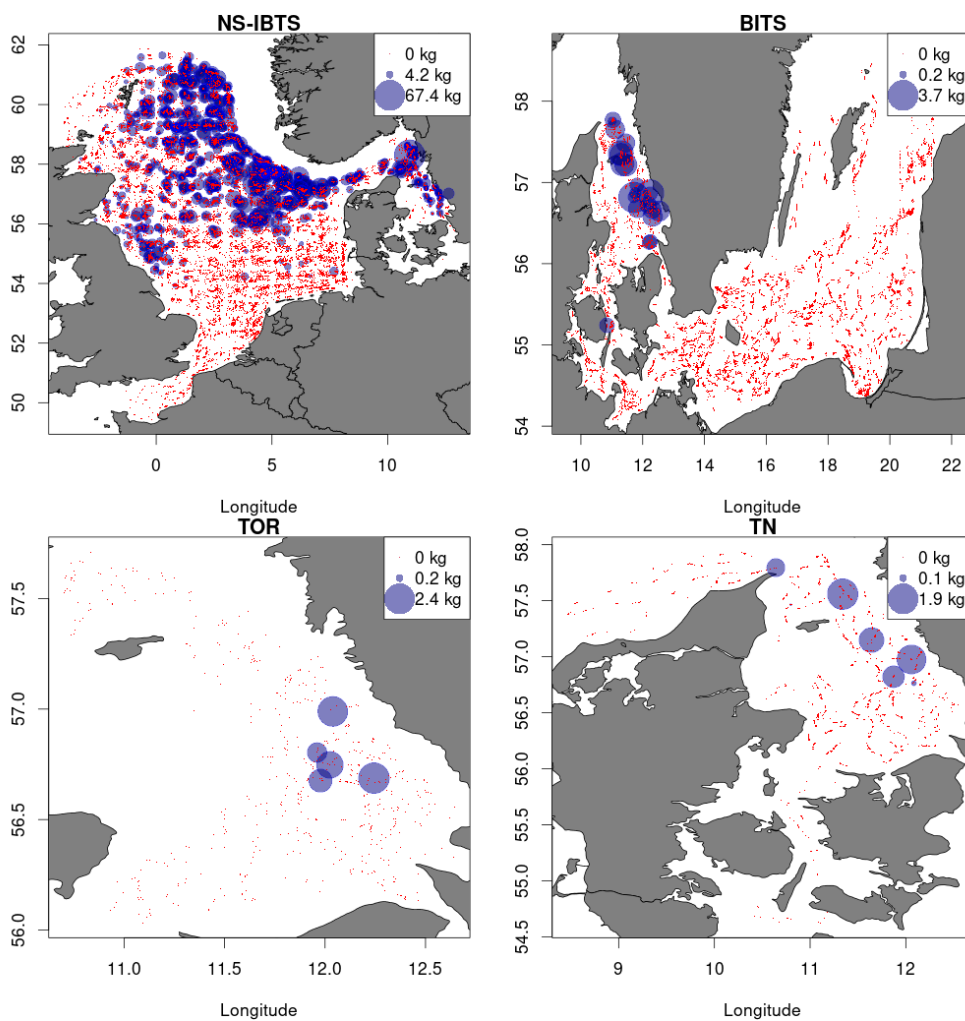 NS-IBTS
0 kg
4.2 kg
67.4 kg
62
60
58
56
54
52
50
0 5 10
Longitude
BITS
0 kg
0.2 kg
3.7 kg
58
57
56
55
54
10 12 14 16 18 20 22
Longitude
TOR
0 kg
0.2 kg
2.4 kg
57.5
57.0
56.5
56.0
11.0 11.5 12.0 12.5
Longitude
TN
0 kg
0.1 kg
1.9 kg
58.0
57.5
57.0
56.5
56.0
55.5
55.0
54.5
9 10 11 12
Longitude